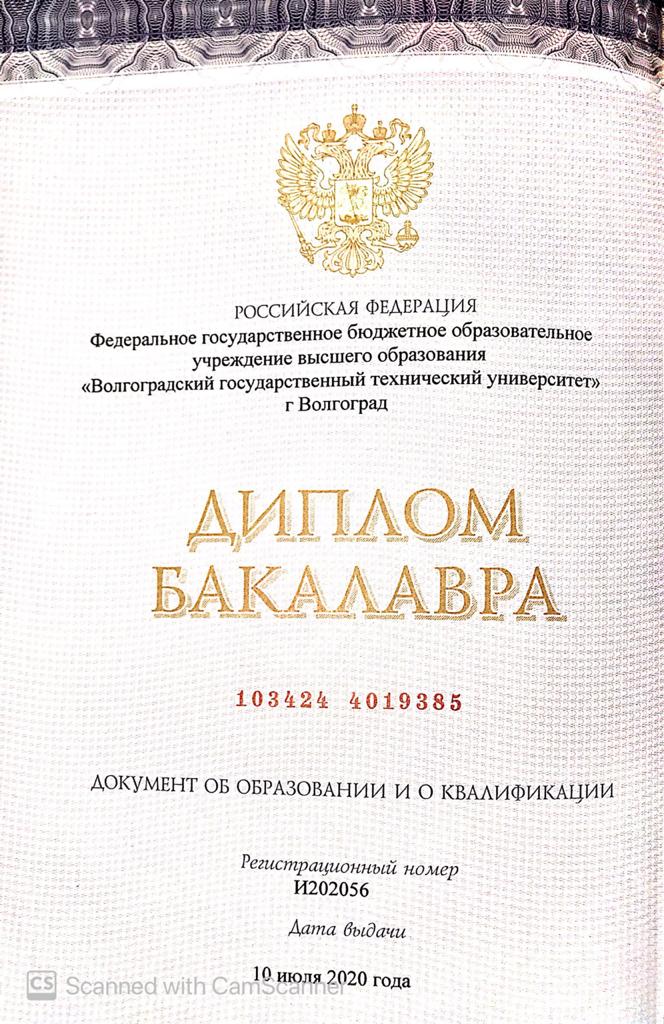 РОССИЙСКАЯ ФЕДЕРАЦИЯ
Федеральное государственное бюджетное образовательное
учреждение высшего образования
«Волгоградский государственный технический университет»
г Волгоград
ДИПЛОМ
БАКАЛАВРА
103424 4019385
ДОКУМЕНТ ОБ ОБРАЗОВАНИИ И О КВАЛИФИКАЦИИ
Регистрационный номер
И202056
Дата выдачи
10 июля 2020 года
CS Scanned with CamScanner